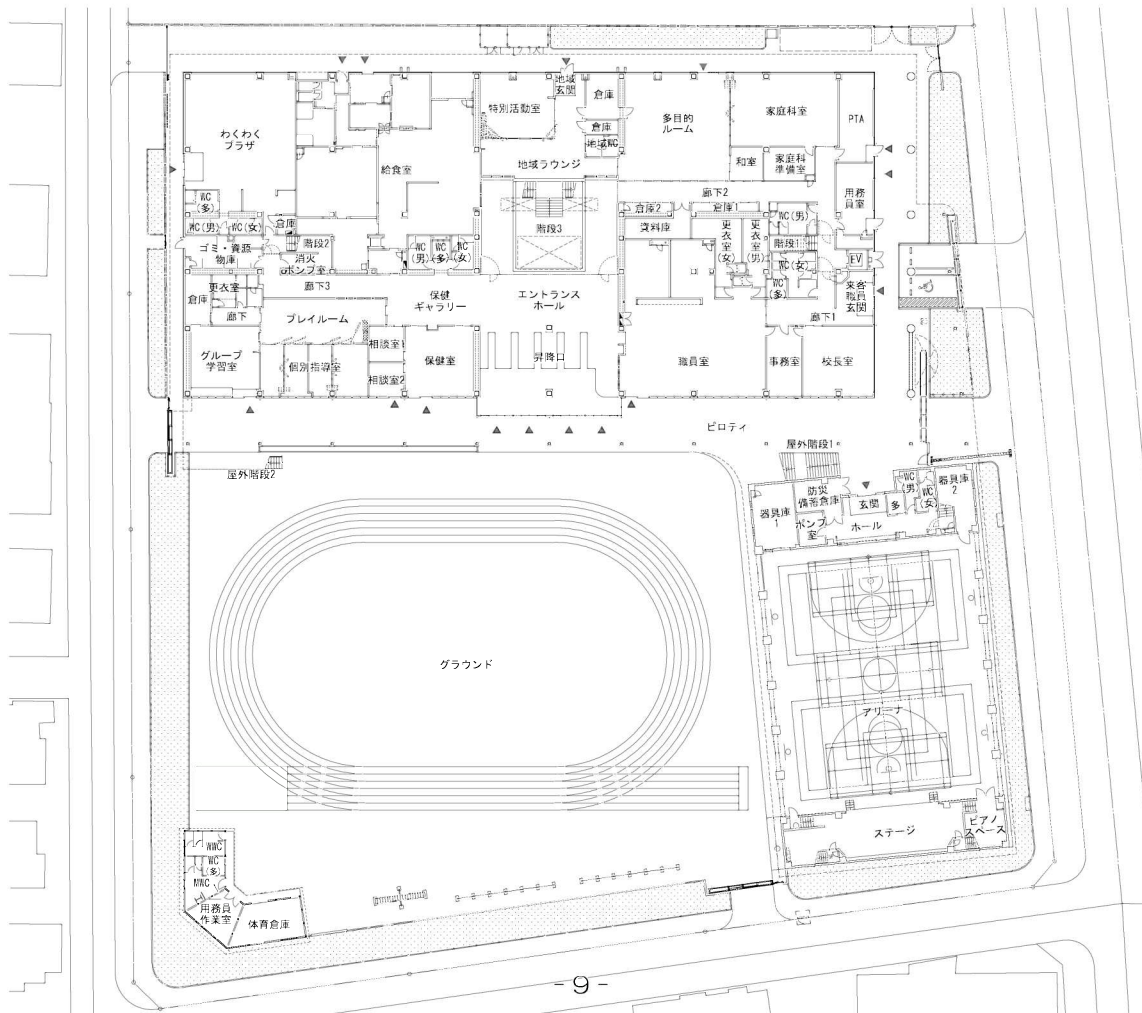 地域
玄関
倉庫
特別活動室
家庭科室
PTA
わくわく
プラザ
倉庫
多目的
ルーム
地域WC
地域ラウンジ
和室
家庭科
準備室
給食室
廊下2
用務
員室
WC
(多)
倉庫2
倉庫1
WC(男)
WC(女)
倉庫
階段3
資料庫
更衣室(女)
更衣室(男)
WC(男)
階段1
ゴミ・資源
物庫
階段2
消火
ポンプ室
WC(男)
WC(多)
WC(女)
WC(女)
EV
WC
(多)
更衣室
廊下3
保健
ギャラリー
エントランス
ホール
来客
職員
玄関
倉庫
廊下
プレイルーム
廊下1
グループ
学習室
個別指導室
相談室1
相談室2
保健室
昇降口
職員室
事務室
校長室
ピロティ
屋外階段1
屋外階段2
器具庫
1
防災
備蓄倉庫
ポンプ
室
玄関
多
WC
(男)
WC
(女)
器具庫
2
ホール
グラウンド
アリーナ
ステージ
ピアノ
スペース
WWC
WC
(多)
MWC
用務員
作業室
体育倉庫
-9-